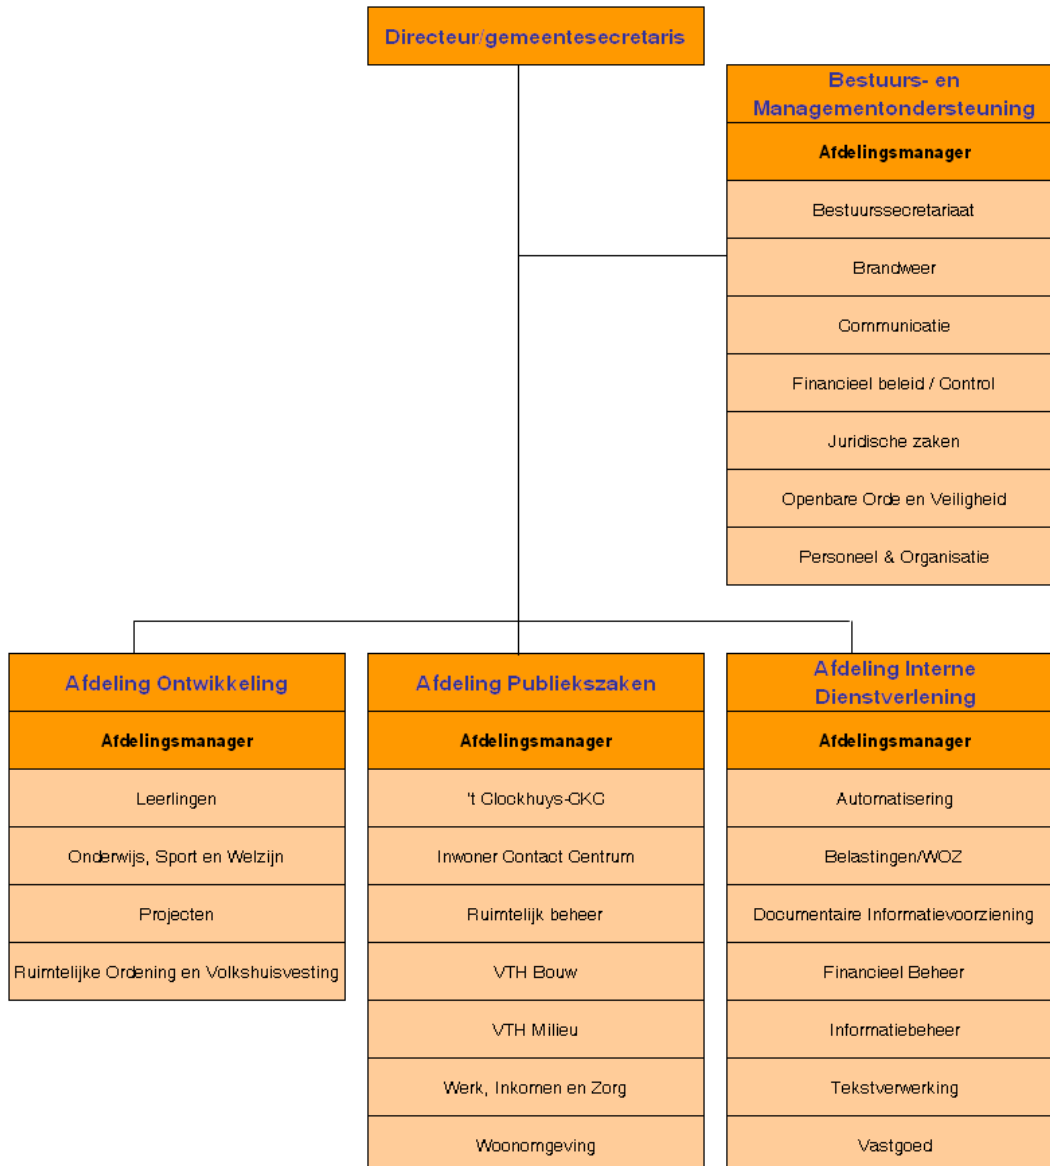 Directeur/gemeentesecretaris
Bestuurs- en
Managementondersteuning
Afdelingsmanager
Bestuurssecretariaat
Brandweer
Communicatie
Financieel beleid / Control
Juridische zaken
Openbare Orde en Veiligheid
Personeel & Organisatie
Afdeling Ontwikkeling
Afdelingsmanager
Leerlingen
Onderwijs, Sport en Welzijn
Projecten
Ruimtelijke Ordening en Volkshuisvesting
Afdeling Publiekszaken
Afdelingsmanager
't Clockhuys-CKC
Inwoner Contact Centrum
Ruimtelijk beheer
VTH Bouw
VTH Milieu
Werk, Inkomen en Zorg
Woonomgeving
Afdeling Interne
Dienstverlening
Afdelingsmanager
Automatisering
Belastingen/WOZ
Documentaire Informatievoorziening
Financieel Beheer
Informatiebeheer
Tekstverwerking
Vastgoed